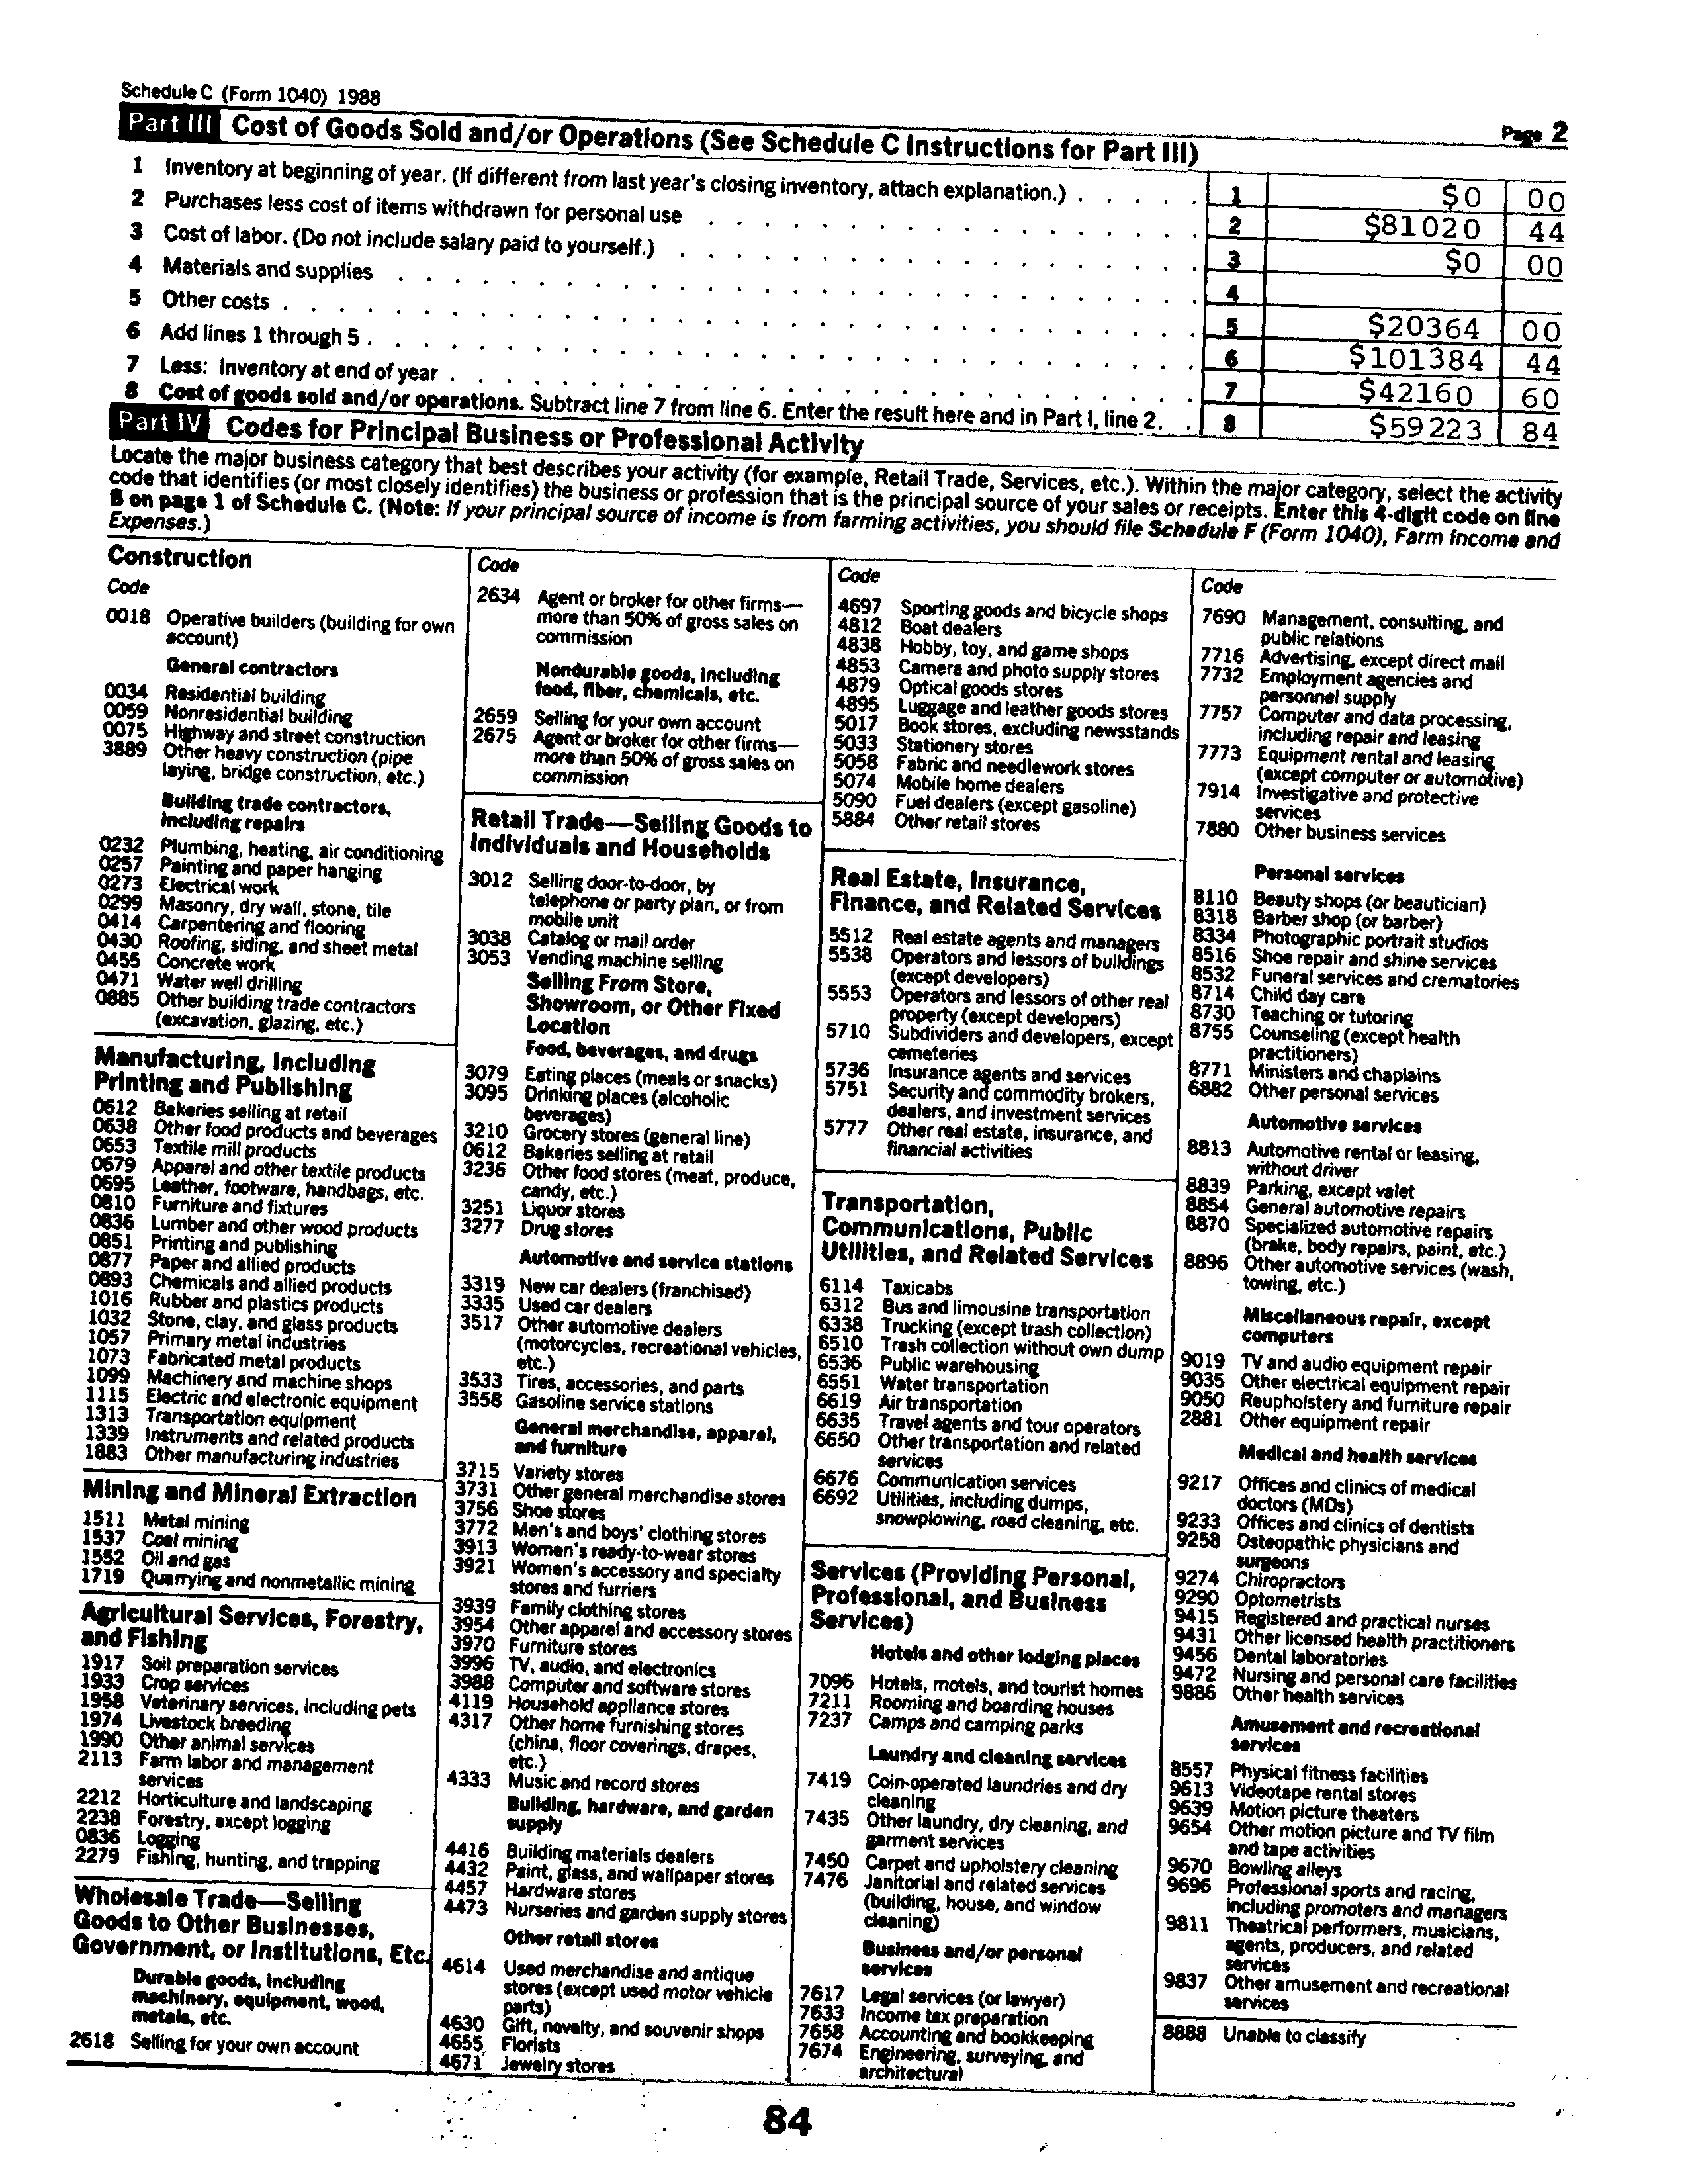 Schedule C (Form 1040) 1988
Page 2
Part III Cost of Goods Sold and/or Operations (See Schedule C Instructions for Part III)
1 Inventory at beginning of year. (If different from last year's closing inventory, attach explanation.) . . . . . 1 $0 00
2 Purchases less cost of items withdrawn for personal use . . . . . . . . . . . . . . . . . . 2 $81020 44
3 Cost of labor. (Do not include salary paid to yourself.) . . . . . . . . . . . . . . . . . . . 3 $0 00
4 Materials and supplies . . . . . . . . . . . . . . . . . . . . . . . . . . . . . 4
5 Other costs . . . . . . . . . . . . . . . . . . . . . . . . . . . . . . . . . 5 $20364 00
6 Add lines 1 through 5 . . . . . . . . . . . . . . . . . . . . . . . . . . . . . . 6 $101384 44
7 Less: Inventory at end of year . . . . . . . . . . . . . . . . . . . . . . . . . . . 7 $42160 60
8 Cost of goods sold and/or operations. Subtract line 7 from line 6. Enter the result here and in Part I, line 2. . 8 $59223 84
Part IV Codes for Principal Business or Professional Activity
Locate the major business category that best describes your activity (for example, Retail Trade, Services, etc.). Within the major category, select the activity
code that identifies (or most closely identifies) the business or profession that is the principal source of your sales or receipts. Enter this 4-digit code on line
B on page 1 of Schedule C. (Note: If your principal source of income is from farming activities, you should file Schedule F (Form 1040), Farm Income and
Expenses.)
Construction
Code
0018 Operative builders (building for own
account)
General contractors
0034 Residential building
0059 Nonresidential building
0075 Highway and street construction
3889 Other heavy construction (pipe
laying, bridge construction, etc.)
Building trade contractors,
including repairs
0232 Plumbing, heating, air conditioning
0257 Painting and paper hanging
0273 Electrical work
0299 Masonry, dry wall, stone, tile
0414 Carpentering and flooring
0430 Roofing, siding, and sheet metal
0455 Concrete work
0471 Water well drilling
0885 Other building trade contractors
(excavation, glazing, etc.)
Manufacturing, Including
Printing and Publishing
0612 Bakeries selling at retail
0638 Other food products and beverages
0653 Textile mill products
0679 Apparel and other textile products
0695 Leather, footware, handbags, etc.
0810 Furniture and fixtures
0836 Lumber and other wood products
0851 Printing and publishing
0877 Paper and allied products
0893 Chemicals and allied products
1016 Rubber and plastics products
1032 Stone, clay, and glass products
1057 Primary metal industries
1073 Fabricated metal products
1099 Machinery and machine shops
1115 Electric and electronic equipment
1313 Transportation equipment
1339 Instruments and related products
1883 Other manufacturing industries
Mining and Mineral Extraction
1511 Metal mining
1537 Coal mining
1552 Oil and gas
1719 Quarrying and nonmetallic mining
Agricultural Services, Forestry,
and Fishing
1917 Soil preparation services
1933 Crop services
1958 Veterinary services, including pets
1974 Livestock breeding
1990 Other animal services
2113 Farm labor and management
services
2212 Horticulture and landscaping
2238 Forestry, except logging
0836 Logging
2279 Fishing, hunting, and trapping
Wholesale Trade—Selling
Goods to Other Businesses,
Government, or Institutions, Etc.
Durable goods, including
machinery, equipment, wood,
metals, etc.
2618 Selling for your own account
Code
2634 Agent or broker for other firms—
more than 50% of gross sales on
commission
Nondurable goods, including
food, fiber, chemicals, etc.
2659 Selling for your own account
2675 Agent or broker for other firms—
more than 50% of gross sales on
commission
Retail Trade—Selling Goods to
Individuals and Households
3012 Selling door-to-door, by
telephone or party plan, or from
mobile unit
3038 Catalog or mail order
3053 Vending machine selling
Selling From Store,
Showroom, or Other Fixed
Location
Food, beverages, and drugs
3079 Eating places (meals or snacks)
3095 Drinking places (alcoholic
beverages)
3210 Grocery stores (general line)
0612 Bakeries selling at retail
3236 Other food stores (meat, produce,
candy, etc.)
3251 Liquor stores
3277 Drug stores
Automotive and service stations
3319 New car dealers (franchised)
3335 Used car dealers
3517 Other automotive dealers
(motorcycles, recreational vehicles,
etc.)
3533 Tires, accessories, and parts
3558 Gasoline service stations
General merchandise, apparel,
and furniture
3715 Variety stores
3731 Other general merchandise stores
3756 Shoe stores
3772 Men's and boys' clothing stores
3913 Women's ready-to-wear stores
3921 Women's accessory and specialty
stores and furriers
3939 Family clothing stores
3954 Other apparel and accessory stores
3970 Furniture stores
3996 TV, audio, and electronics
3988 Computer and software stores
4119 Household appliance stores
4317 Other home furnishing stores
(china, floor coverings, drapes,
etc.)
4333 Music and record stores
Building, hardware, and garden
supply
4416 Building materials dealers
4432 Paint, glass, and wallpaper stores
4457 Hardware stores
4473 Nurseries and garden supply stores
Other retail stores
4614 Used merchandise and antique
stores (except used motor vehicle
parts)
4630 Gift, novelty, and souvenir shops
4655 Florists
4671 Jewelry stores
Code
4697 Sporting goods and bicycle shops
4812 Boat dealers
4838 Hobby, toy, and game shops
4853 Camera and photo supply stores
4879 Optical goods stores
4895 Luggage and leather goods stores
5017 Book stores, excluding newsstands
5033 Stationery stores
5058 Fabric and needlework stores
5074 Mobile home dealers
5090 Fuel dealers (except gasoline)
5884 Other retail stores
Real Estate, Insurance,
Finance, and Related Services
5512 Real estate agents and managers
5538 Operators and lessors of buildings
(except developers)
5553 Operators and lessors of other real
property (except developers)
5710 Subdividers and developers, except
cemeteries
5736 Insurance agents and services
5751 Security and commodity brokers,
dealers, and investment services
5777 Other real estate, insurance, and
financial activities
Transportation,
Communications, Public
Utilities, and Related Services
6114 Taxicabs
6312 Bus and limousine transportation
6338 Trucking (except trash collection)
6510 Trash collection without own dump
6536 Public warehousing
6551 Water transportation
6619 Air transportation
6635 Travel agents and tour operators
6650 Other transportation and related
services
6676 Communication services
6692 Utilities, including dumps,
snowplowing, road cleaning, etc.
Services (Providing Personal,
Professional, and Business
Services)
Hotels and other lodging places
7096 Hotels, motels, and tourist homes
7211 Rooming and boarding houses
7237 Camps and camping parks
Laundry and cleaning services
7419 Coin-operated laundries and dry
cleaning
7435 Other laundry, dry cleaning, and
garment services
7450 Carpet and upholstery cleaning
7476 Janitorial and related services
(building, house, and window
cleaning)
Business and/or personal
services
7617 Legal services (or lawyer)
7633 Income tax preparation
7658 Accounting and bookkeeping
7674 Engineering, surveying, and
architectural
Code
7690 Management, consulting, and
public relations
7716 Advertising, except direct mail
7732 Employment agencies and
personnel supply
7757 Computer and data processing,
including repair and leasing
7773 Equipment rental and leasing
(except computer or automotive)
7914 Investigative and protective
services
7880 Other business services
Personal services
8110 Beauty shops (or beautician)
8318 Barber shop (or barber)
8334 Photographic portrait studios
8516 Shoe repair and shine services
8532 Funeral services and crematories
8714 Child day care
8730 Teaching or tutoring
8755 Counseling (except health
practitioners)
8771 Ministers and chaplains
6882 Other personal services
Automotive services
8813 Automotive rental or leasing,
without driver
8839 Parking, except valet
8854 General automotive repairs
8870 Specialized automotive repairs
(brake, body repairs, paint, etc.)
8896 Other automotive services (wash,
towing, etc.)
Miscellaneous repair, except
computers
9019 TV and audio equipment repair
9035 Other electrical equipment repair
9050 Reupholstery and furniture repair
2881 Other equipment repair
Medical and health services
9217 Offices and clinics of medical
doctors (MDs)
9233 Offices and clinics of dentists
9258 Osteopathic physicians and
surgeons
9274 Chiropractors
9290 Optometrists
9415 Registered and practical nurses
9431 Other licensed health practitioners
9456 Dental laboratories
9472 Nursing and personal care facilities
9886 Other health services
Amusement and recreational
services
8557 Physical fitness facilities
9613 Videotape rental stores
9639 Motion picture theaters
9654 Other motion picture and TV film
and tape activities
9670 Bowling alleys
9696 Professional sports and racing,
including promoters and managers
9811 Theatrical performers, musicians,
agents, producers, and related
services
9837 Other amusement and recreational
services
8888 Unable to classify
84